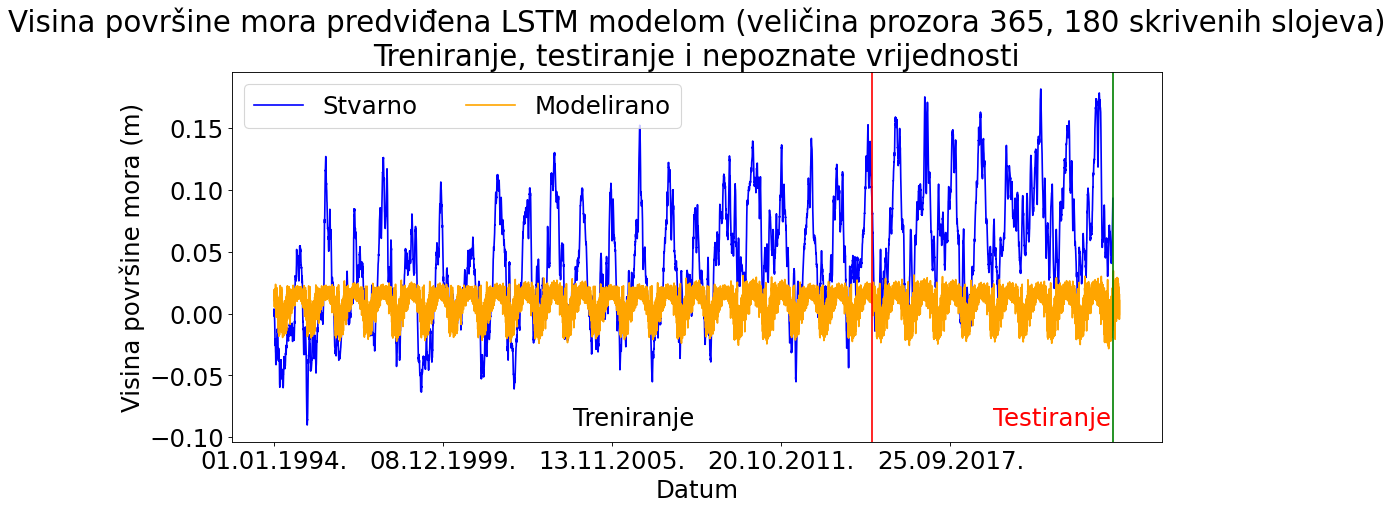 Visina površine mora predviđena LSTM modelom (veličina prozora 365, 180 skrivenih slojeva)
Treniranje, testiranje i nepoznate vrijednosti
Stvarno
Modelirano
Visina površine mora (m)
0.15
0.10
0.05
0.00
−0.05
−0.10
Treniranje
Testiranje
01.01.1994.
08.12.1999.
13.11.2005.
20.10.2011.
25.09.2017.
Datum